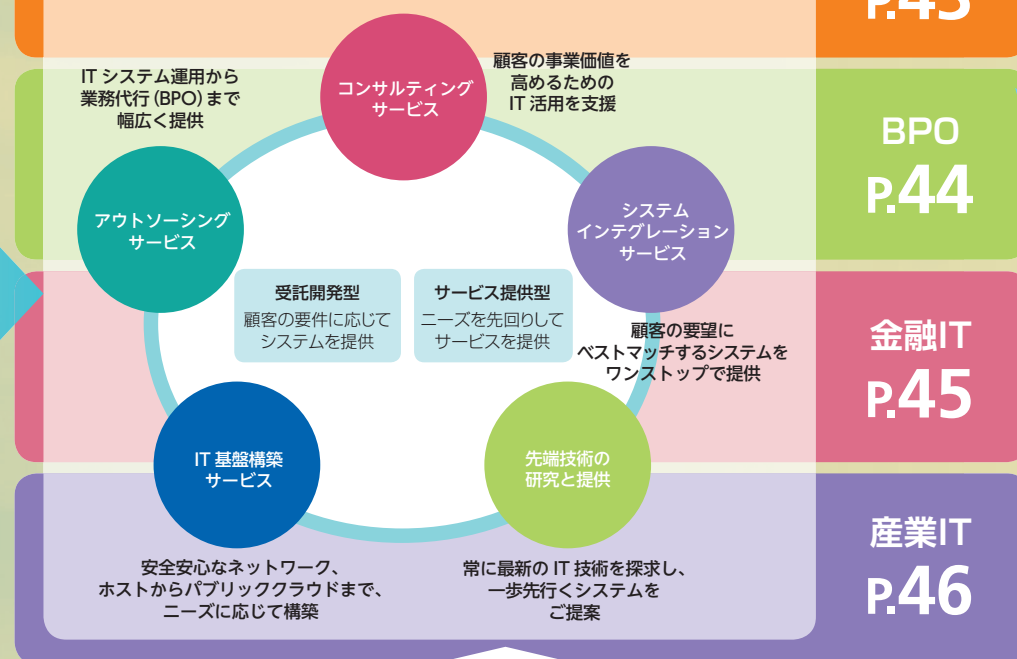 P.43
コンサルティング
サービス
顧客の事業価値を
高めるための
IT 活用を支援
IT システム運用から
業務代行（BPO）まで
幅広く提供
BPO
P.44
アウトソーシング
サービス
システム
インテグレーション
サービス
受託開発型
顧客の要件に応じて
システムを提供
サービス提供型
ニーズを先回りして
サービスを提供
顧客の要望に
ベストマッチするシステムを
ワンストップで提供
金融IT
P.45
IT 基盤構築
サービス
先端技術の
研究と提供
安全安心なネットワーク、
ホストからパブリッククラウドまで、
ニーズに応じて構築
常に最新の IT 技術を探求し、
一歩先行くシステムを
ご提案
産業IT
P.46